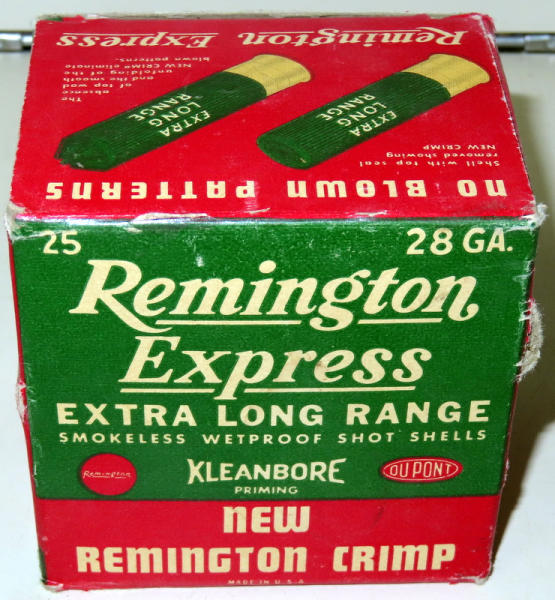 NO BLOWN PATTERNS
Shell with top seal
removed showing
NEW CRIMP
EXTRA
LONG
RANGE
EXTRA
LONG
RANGE
The
absence
of top wad
and the smooth
unfolding of the
NEW CRIMP eliminate
blown patterns.
Remington Express
25 28 GA.
Remington
Express
EXTRA LONG RANGE
SMOKELESS WETPROOF SHOT SHELLS
Remington KLEANBORE DU PONT
PRIMING
NEW
REMINGTON CRIMP
MADE IN U.S.A.